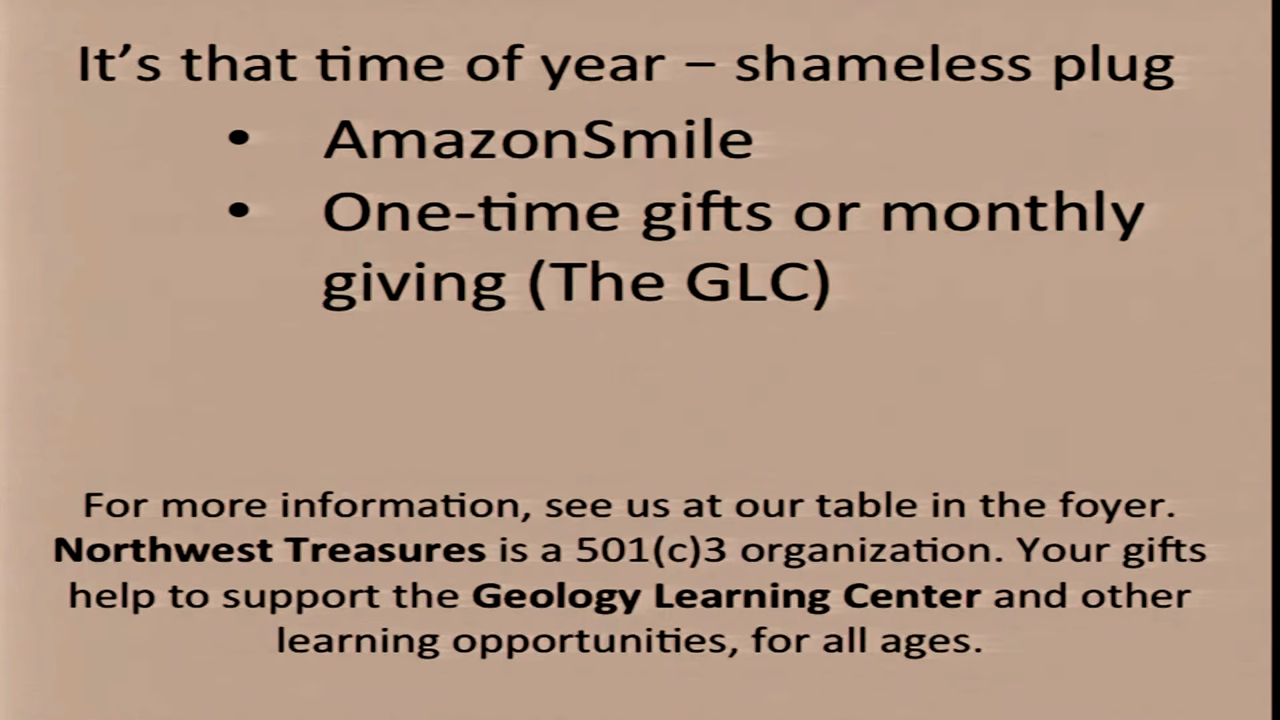 It’s that time of year – shameless plug
• AmazonSmile
• One-time gifts or monthly
giving (The GLC)
For more information, see us at our table in the foyer.
Northwest Treasures is a 501(c)3 organization. Your gifts
help to support the Geology Learning Center and other
learning opportunities, for all ages.